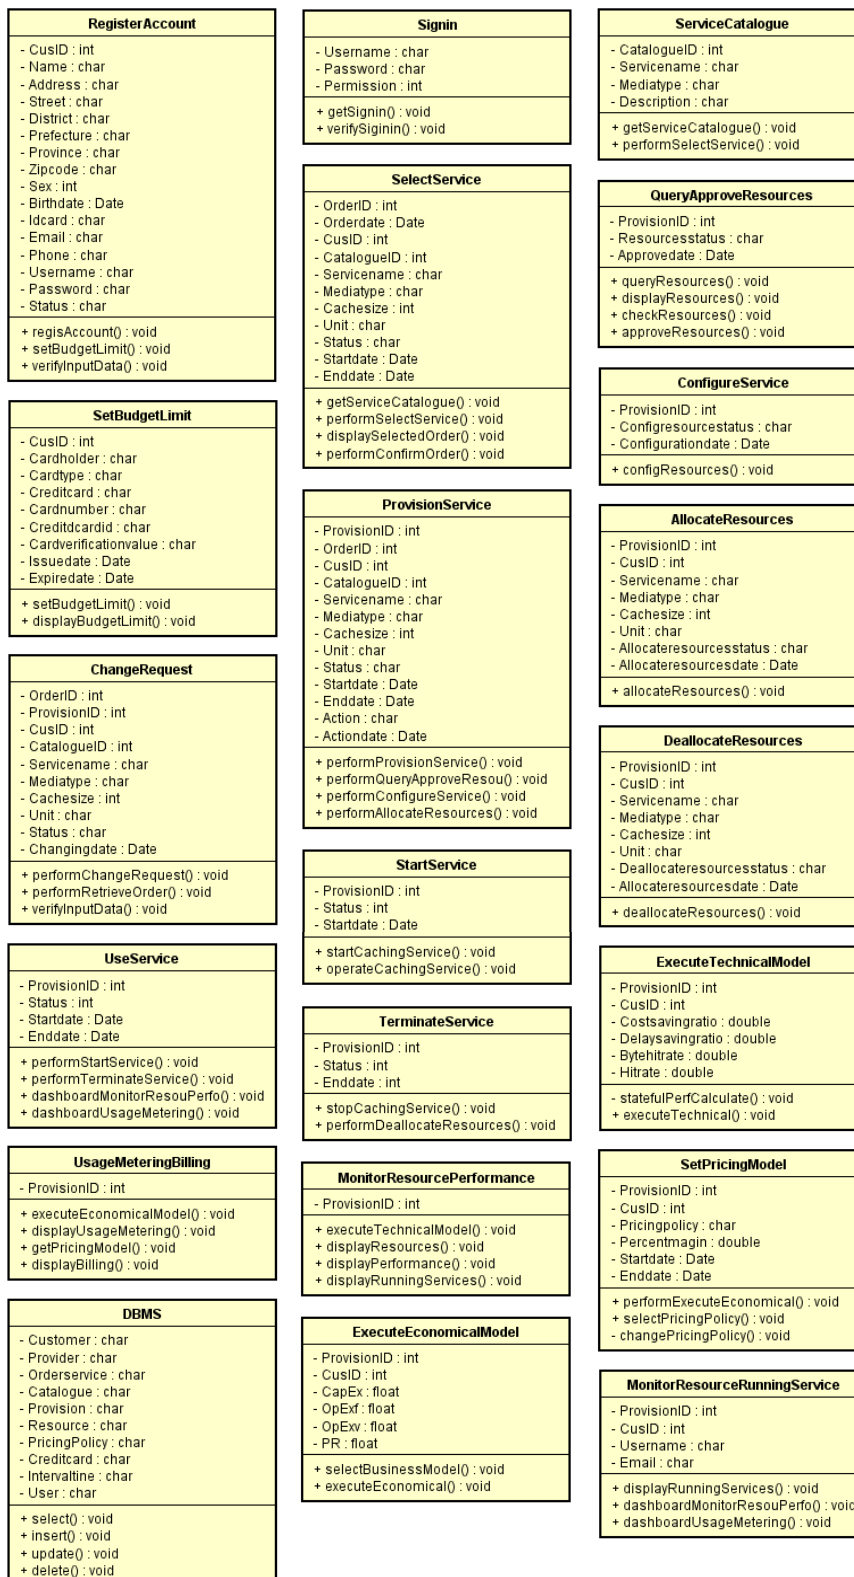 RegisterAccount
- CusID : int
- Name : char
- Address : char
- Street : char
- District : char
- Prefecture : char
- Province : char
- Zipcode : char
- Sex : int
- Birthdate : Date
- Idcard : char
- Email : char
- Phone : char
- Username : char
- Password : char
- Status : char
+ regisAccount() : void
+ setBudgetLimit() : void
+ verifyInputData() : void
SetBudgetLimit
- CusID : int
- Cardholder : char
- Cardtype : char
- Creditcard : char
- Cardnumber : char
- Creditdcardid : char
- Cardverificationvalue : char
- Issuedate : Date
- Expiredate : Date
+ setBudgetLimit() : void
+ displayBudgetLimit() : void
ChangeRequest
- OrderID : int
- ProvisionID : int
- CusID : int
- CatalogueID : int
- Servicename : char
- Mediatype : char
- Cachesize : int
- Unit : char
- Status : char
- Changingdate : Date
+ performChangeRequest() : void
+ performRetrieveOrder() : void
+ verifyInputData() : void
UseService
- ProvisionID : int
- Status : int
- Startdate : Date
- Enddate : Date
+ performStartService() : void
+ performTerminateService() : void
+ dashboardMonitorResouPerfo() : void
+ dashboardUsageMetering() : void
UsageMeteringBilling
- ProvisionID : int
+ executeEconomicalModel() : void
+ displayUsageMetering() : void
+ getPricingModel() : void
+ displayBilling() : void
DBMS
- Customer : char
- Provider : char
- Orderservice : char
- Catalogue : char
- Provision : char
- Resource : char
- PricingPolicy : char
- Creditcard : char
- Intervaltine : char
- User : char
+ select() : void
+ insert() : void
+ update() : void
+ delete() : void
Signin
- Username : char
- Password : char
- Permission : int
+ getSignin() : void
+ verifySiginin() : void
SelectService
- OrderID : int
- Orderdate : Date
- CusID : int
- CatalogueID : int
- Servicename : char
- Mediatype : char
- Cachesize : int
- Unit : char
- Status : char
- Startdate : Date
- Enddate : Date
+ getServiceCatalogue() : void
+ performSelectService() : void
+ displaySelectedOrder() : void
+ performConfirmOrder() : void
ProvisionService
- ProvisionID : int
- OrderID : int
- CusID : int
- CatalogueID : int
- Servicename : char
- Mediatype : char
- Cachesize : int
- Unit : char
- Status : char
- Startdate : Date
- Enddate : Date
- Action : char
- Actiondate : Date
+ performProvisionService() : void
+ performQueryApproveResou() : void
+ performConfigureService() : void
+ performAllocateResources() : void
StartService
- ProvisionID : int
- Status : int
- Startdate : Date
+ startCachingService() : void
+ operateCachingService() : void
TerminateService
- ProvisionID : int
- Status : int
- Enddate : int
+ stopCachingService() : void
+ performDeallocateResources() : void
MonitorResourcePerformance
- ProvisionID : int
+ executeTechnicalModel() : void
+ displayResources() : void
+ displayPerformance() : void
+ displayRunningServices() : void
ExecuteEconomicalModel
- ProvisionID : int
- CusID : int
- CapEx : float
- OpExf : float
- OpExv : float
- PR : float
+ selectBusinessModel() : void
+ executeEconomical() : void
ServiceCatalogue
- CatalogueID : int
- Servicename : char
- Mediatype : char
- Description : char
+ getServiceCatalogue() : void
+ performSelectService() : void
QueryApproveResources
- ProvisionID : int
- Resourcesstatus : char
- Approvedate : Date
+ queryResources() : void
+ displayResources() : void
+ checkResources() : void
+ approveResources() : void
ConfigureService
- ProvisionID : int
- Configresourcestatus : char
- Configurationdate : Date
+ configResources() : void
AllocateResources
- ProvisionID : int
- CusID : int
- Servicename : char
- Mediatype : char
- Cachesize : int
- Unit : char
- Allocateresourcesstatus : char
- Allocateresourcesdate : Date
+ allocateResources() : void
DeallocateResources
- ProvisionID : int
- CusID : int
- Servicename : char
- Mediatype : char
- Cachesize : int
- Unit : char
- Deallocateresourcesstatus : char
- Allocateresourcesdate : Date
+ deallocateResources() : void
ExecuteTechnicalModel
- ProvisionID : int
- CusID : int
- Costsavingratio : double
- Delaysavingratio : double
- Bytehitrate : double
- Hitrate : double
- statefulPerfCalculate() : void
+ executeTechnical() : void
SetPricingModel
- ProvisionID : int
- CusID : int
- Pricingpolicy : char
- Percentmagin : double
- Startdate : Date
- Enddate : Date
+ performExecuteEconomical() : void
+ selectPricingPolicy() : void
- changePricingPolicy() : void
MonitorResourceRunningService
- ProvisionID : int
- CusID : int
- Username : char
- Email : char
+ displayRunningServices() : void
+ dashboardMonitorResouPerfo() : void
+ dashboardUsageMetering() : void